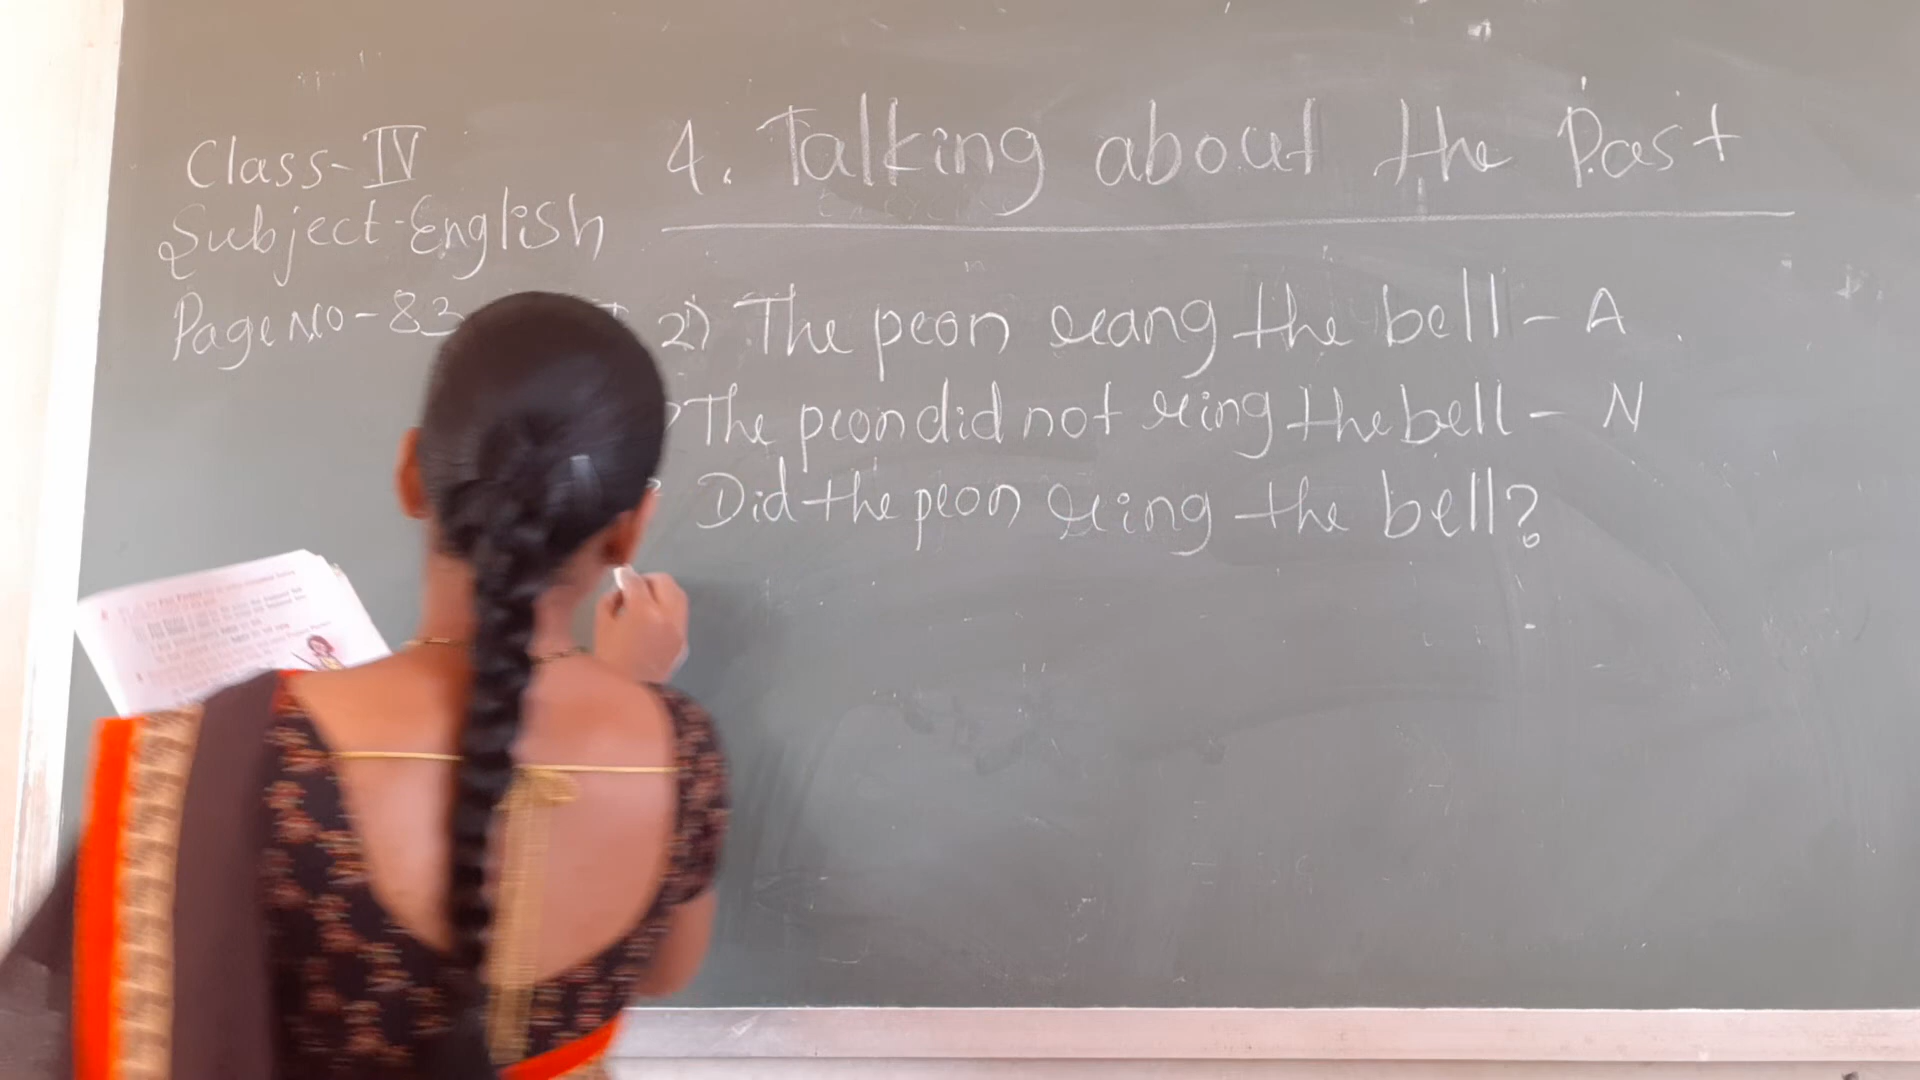 Class-IV
Subject-English
Page No-83
4. Talking about the Past
2) The peon rang the bell - A
The peon did not ring the bell - N
Did the peon ring the bell?